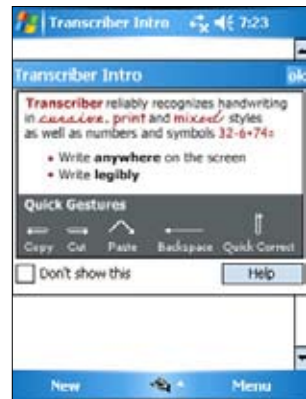 Transcriber Intro 7:23
Transcriber Intro ok
Transcriber reliably recognizes handwriting
in cursive, print and mixed styles
as well as numbers and symbols 32-6+74=
• Write anywhere on the screen
• Write legibly
Quick Gestures
Copy Cut Paste Backspace Quick Correct
Don't show this Help
New Menu